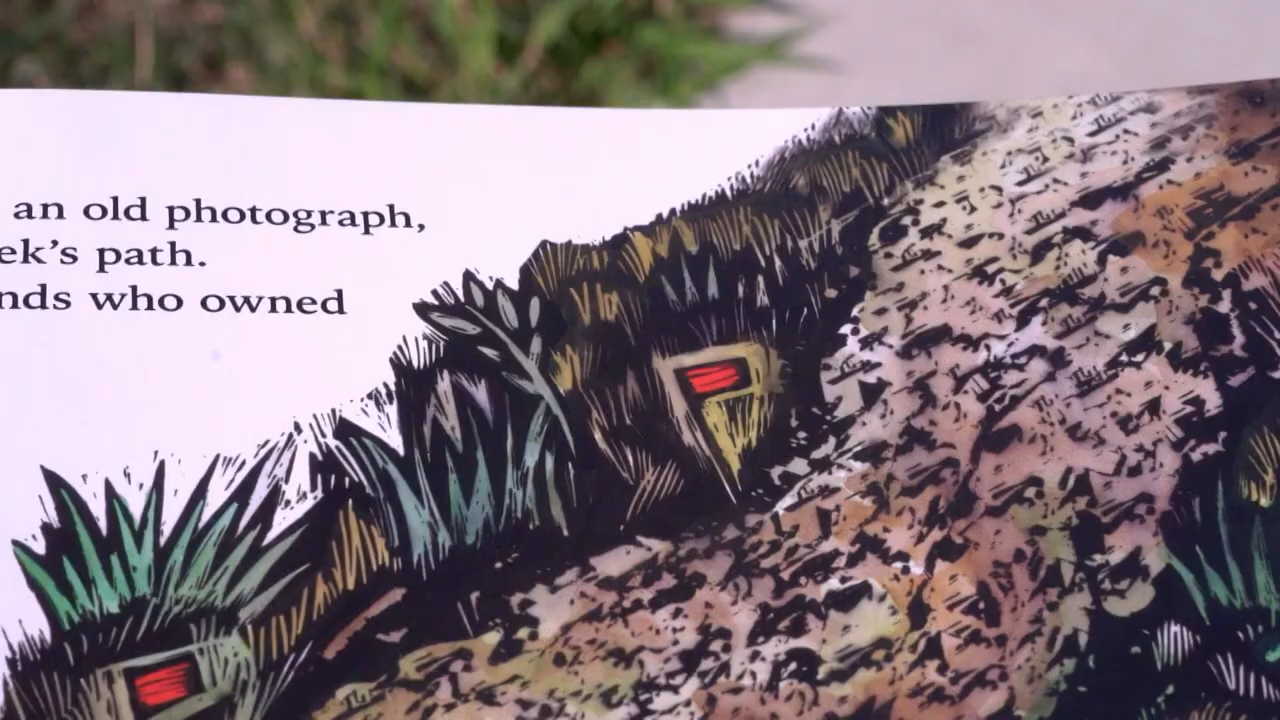 an old photograph,
ek's path.
nds who owned